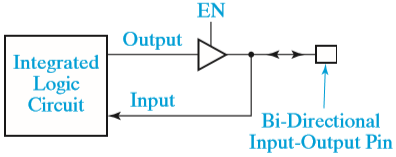 EN
Output
Integrated
Logic
Circuit
Input
Bi-Directional
Input-Output Pin